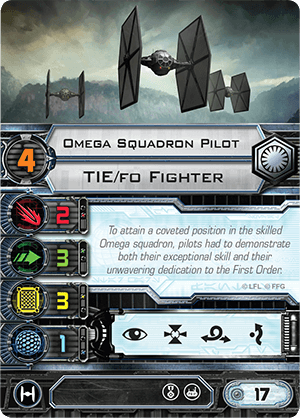 Omega Squadron Pilot
4
TIE/fo Fighter
2
To attain a coveted position in the skilled
Omega squadron, pilots had to demonstrate
both their exceptional skill and their
unwavering dedication to the First Order.
3
©LFL ©FFG
3
1
17